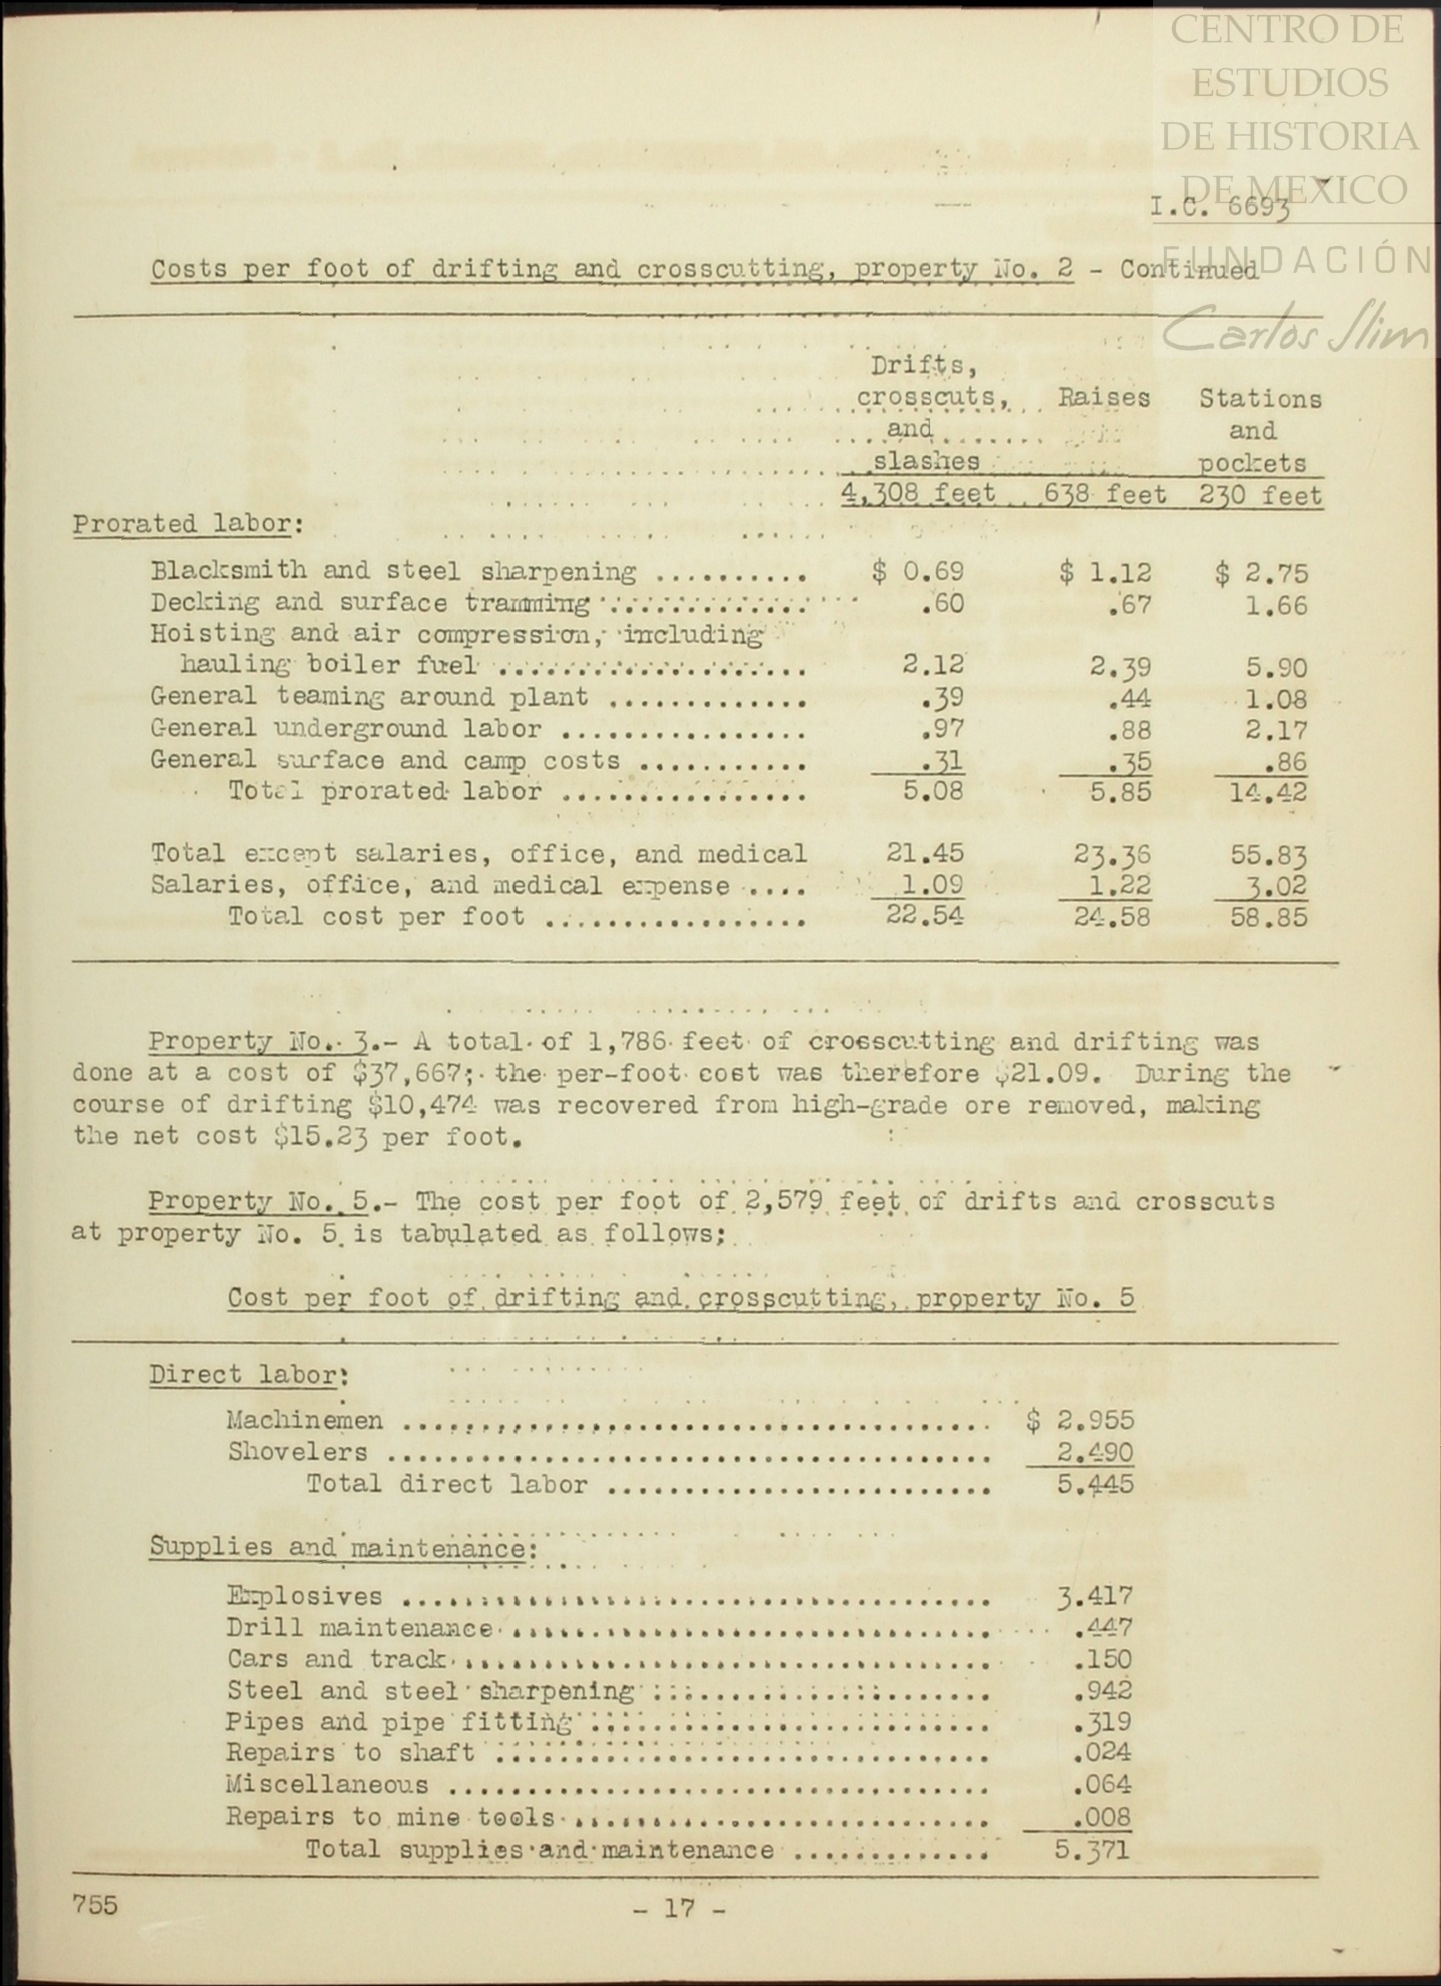 CENTRO DE
ESTUDIOS
DE HISTORIA
DE MEXICO
FUNDACIÓN
Carlos Slim
I.C. 6693
Costs per foot of drifting and crosscutting, property No. 2 - Continued
Drifts,
crosscuts, Raises Stations
and and
slashes pockets
4,308 feet 638 feet 230 feet
Prorated labor:
Blacksmith and steel sharpening .......... $ 0.69 $ 1.12 $ 2.75
Decking and surface tramming ............. .60 .67 1.66
Hoisting and air compression, including
hauling boiler fuel .................... 2.12 2.39 5.90
General teaming around plant ............. .39 .44 1.08
General underground labor ................ .97 .88 2.17
General surface and camp costs ........... .31 .35 .86
Total prorated labor ................ 5.08 5.85 14.42
Total except salaries, office, and medical 21.45 23.36 55.83
Salaries, office, and medical expense .... 1.09 1.22 3.02
Total cost per foot ................. 22.54 24.58 58.85
Property No. 3.- A total of 1,786 feet of crosscutting and drifting was
done at a cost of $37,667; the per-foot cost was therefore $21.09. During the
course of drifting $10,474 was recovered from high-grade ore removed, making
the net cost $15.23 per foot.
Property No. 5.- The cost per foot of 2,579 feet of drifts and crosscuts
at property No. 5 is tabulated as follows:
Cost per foot of drifting and crosscutting, property No. 5
Direct labor:
Machinemen ...................................... $ 2.955
Shovelers ....................................... 2.490
Total direct labor ......................... 5.445
Supplies and maintenance:
Explosives ...................................... 3.417
Drill maintenance ............................... .447
Cars and track .................................. .150
Steel and steel sharpening ...................... .942
Pipes and pipe fitting .......................... .319
Repairs to shaft ................................ .024
Miscellaneous ................................... .064
Repairs to mine tools ........................... .008
Total supplies and maintenance ............. 5.371
755
- 17 -